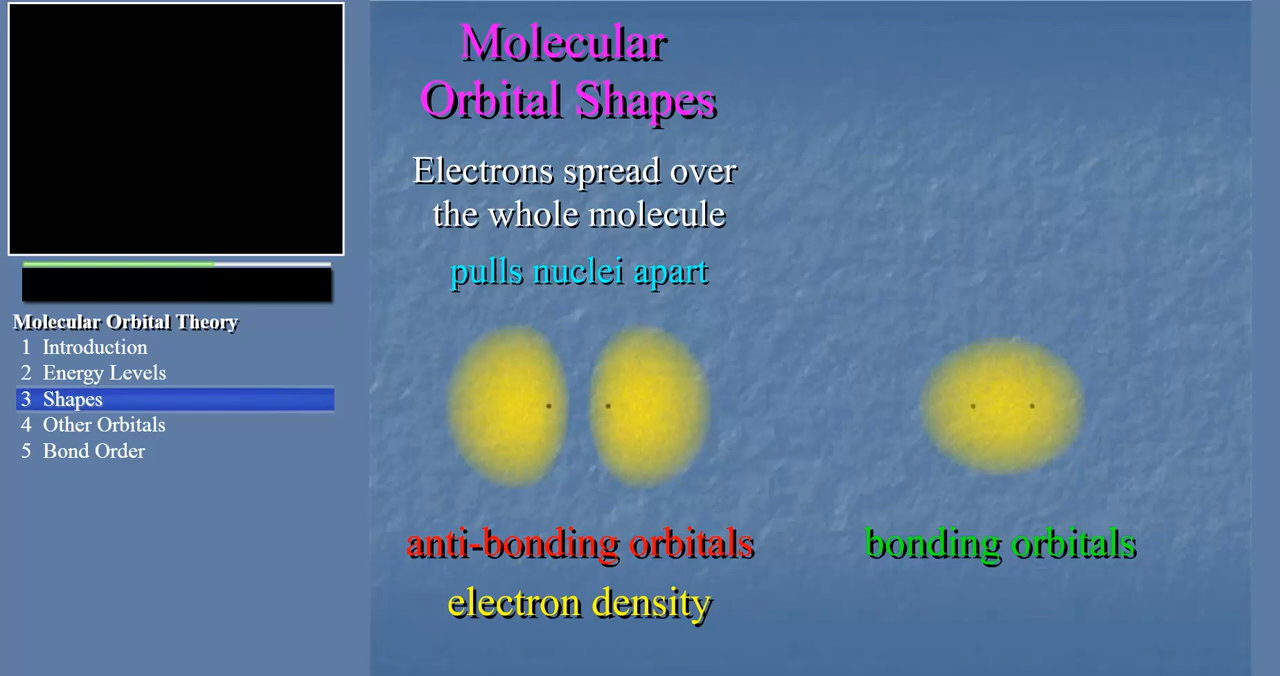 Molecular Orbital Theory
1 Introduction
2 Energy Levels
3 Shapes
4 Other Orbitals
5 Bond Order
Molecular
Orbital Shapes
Electrons spread over
the whole molecule
pulls nuclei apart
anti-bonding orbitals
bonding orbitals
electron density